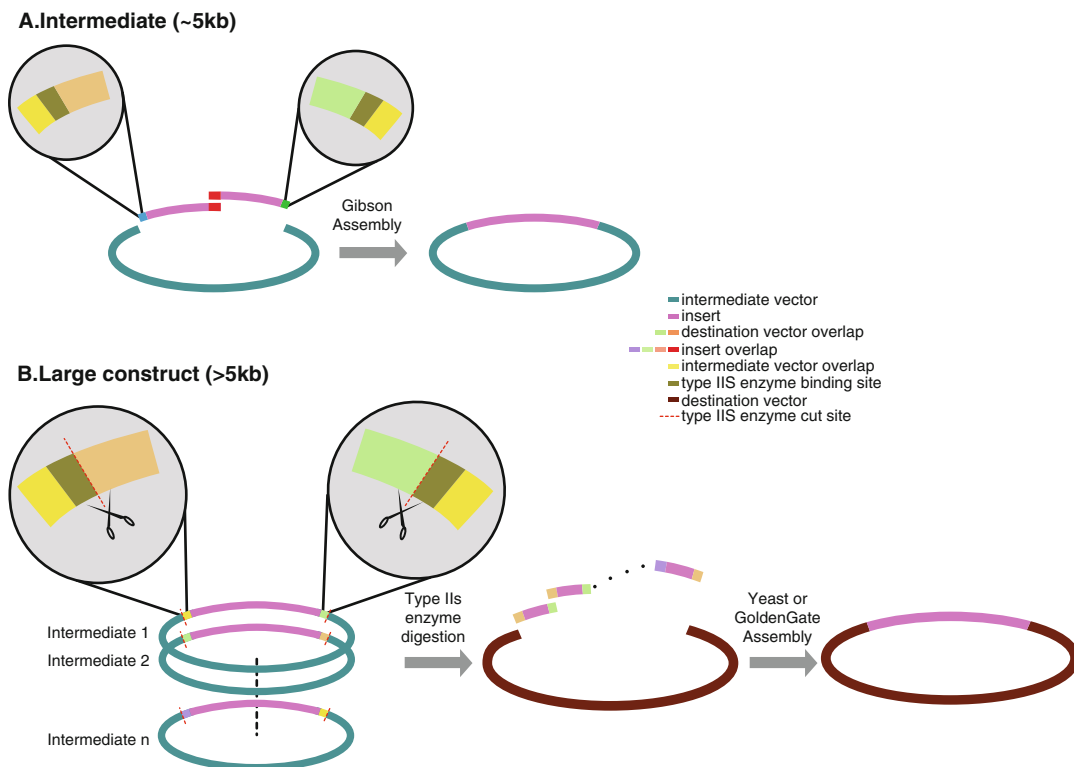 A.Intermediate (~5kb)
Gibson
Assembly
intermediate vector
insert
destination vector overlap
insert overlap
intermediate vector overlap
type IIS enzyme binding site
destination vector
type IIS enzyme cut site
B.Large construct (>5kb)
Intermediate 1
Intermediate 2
Intermediate n
Type IIs
enzyme
digestion
Yeast or
GoldenGate
Assembly